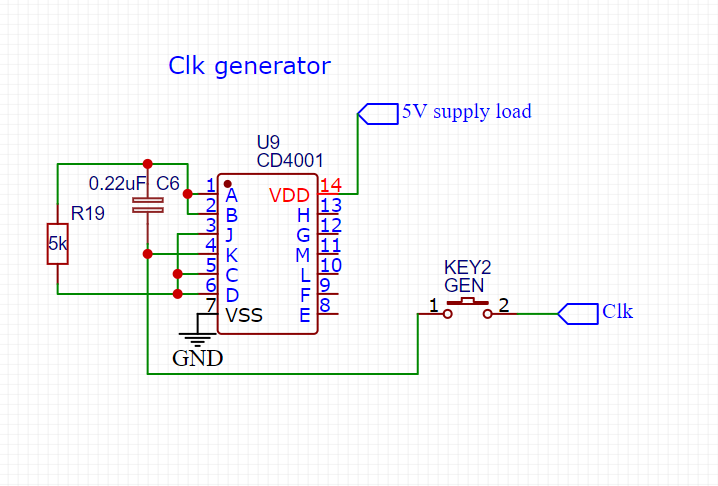 Clk generator
5V supply load
U9
CD4001
0.22uF C6
R19
5k
1 A VDD 14
2 B H 13
3 J G 12
4 K M 11
5 C L 10
6 D F 9
7 VSS E 8
GND
KEY2
GEN
1 2
Clk